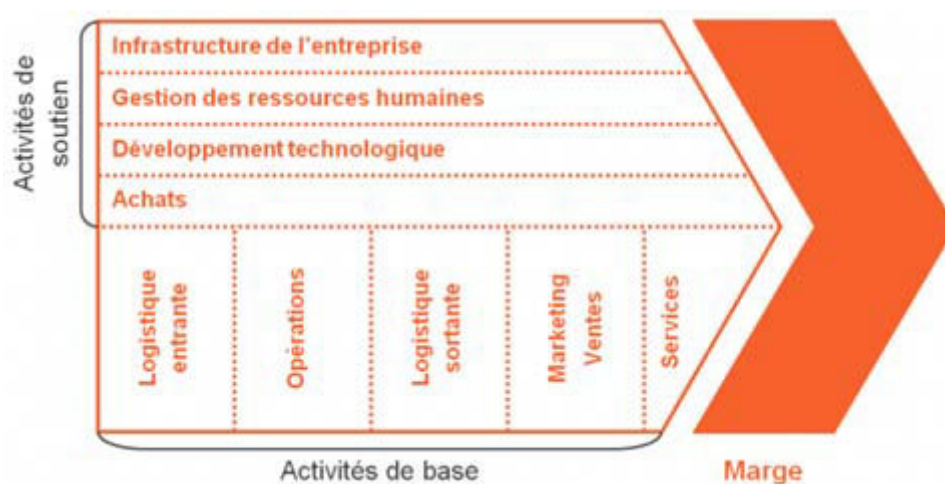 Activités de
soutien
Infrastructure de l'entreprise
Gestion des ressources humaines
Développement technologique
Achats
Logistique
entrante
Opérations
Logistique
sortante
Marketing
Ventes
Services
Activités de base
Marge